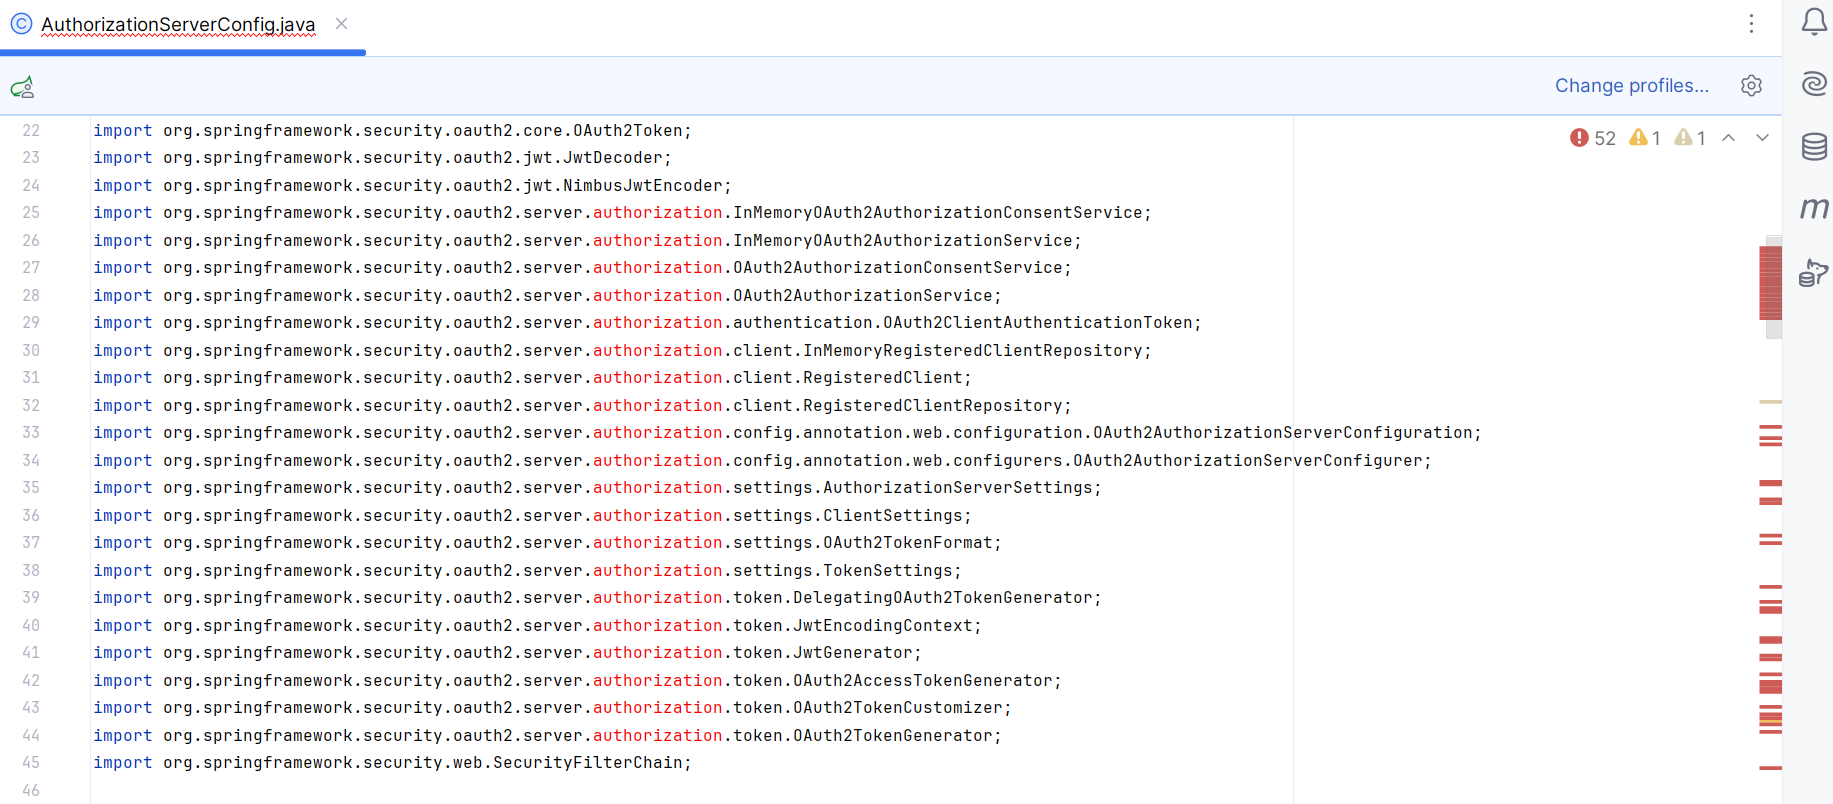 AuthorizationServerConfig.java
Change profiles...
52 1 1
22 import org.springframework.security.oauth2.core.OAuth2Token;
23 import org.springframework.security.oauth2.jwt.JwtDecoder;
24 import org.springframework.security.oauth2.jwt.NimbusJwtEncoder;
25 import org.springframework.security.oauth2.server.authorization.InMemoryOAuth2AuthorizationConsentService;
26 import org.springframework.security.oauth2.server.authorization.InMemoryOAuth2AuthorizationService;
27 import org.springframework.security.oauth2.server.authorization.OAuth2AuthorizationConsentService;
28 import org.springframework.security.oauth2.server.authorization.OAuth2AuthorizationService;
29 import org.springframework.security.oauth2.server.authorization.authentication.OAuth2ClientAuthenticationToken;
30 import org.springframework.security.oauth2.server.authorization.client.InMemoryRegisteredClientRepository;
31 import org.springframework.security.oauth2.server.authorization.client.RegisteredClient;
32 import org.springframework.security.oauth2.server.authorization.client.RegisteredClientRepository;
33 import org.springframework.security.oauth2.server.authorization.config.annotation.web.configuration.OAuth2AuthorizationServerConfiguration;
34 import org.springframework.security.oauth2.server.authorization.config.annotation.web.configurers.OAuth2AuthorizationServerConfigurer;
35 import org.springframework.security.oauth2.server.authorization.settings.AuthorizationServerSettings;
36 import org.springframework.security.oauth2.server.authorization.settings.ClientSettings;
37 import org.springframework.security.oauth2.server.authorization.settings.OAuth2TokenFormat;
38 import org.springframework.security.oauth2.server.authorization.settings.TokenSettings;
39 import org.springframework.security.oauth2.server.authorization.token.DelegatingOAuth2TokenGenerator;
40 import org.springframework.security.oauth2.server.authorization.token.JwtEncodingContext;
41 import org.springframework.security.oauth2.server.authorization.token.JwtGenerator;
42 import org.springframework.security.oauth2.server.authorization.token.OAuth2AccessTokenGenerator;
43 import org.springframework.security.oauth2.server.authorization.token.OAuth2TokenCustomizer;
44 import org.springframework.security.oauth2.server.authorization.token.OAuth2TokenGenerator;
45 import org.springframework.security.web.SecurityFilterChain;
46